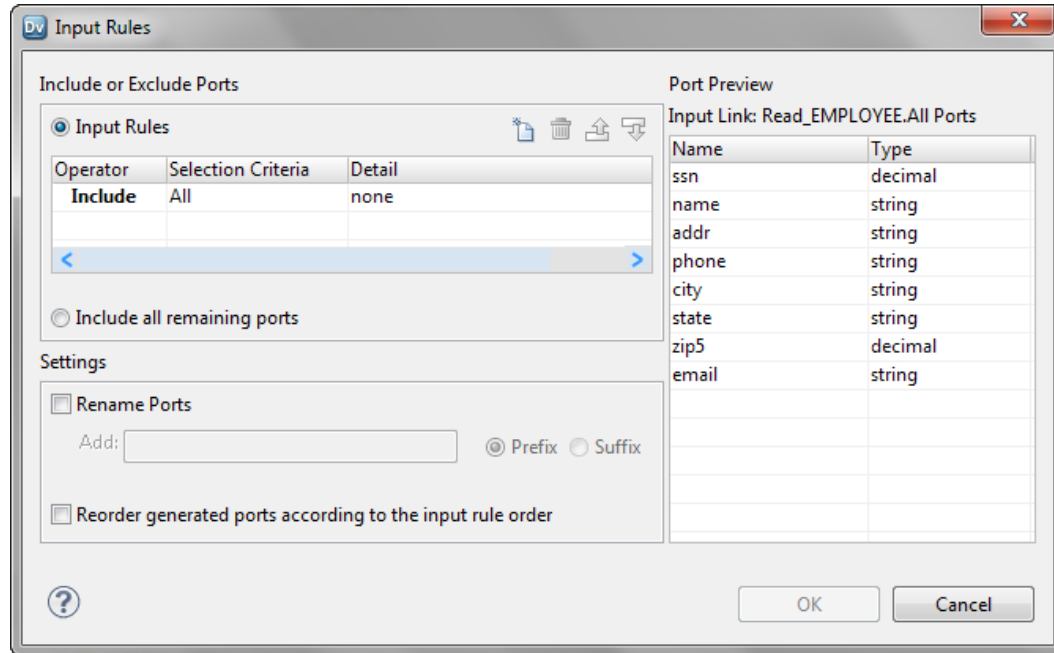 Dv Input Rules
Include or Exclude Ports
Input Rules
Operator Selection Criteria Detail
Include All none
Include all remaining ports
Settings
Rename Ports
Add: Prefix Suffix
Reorder generated ports according to the input rule order
Port Preview
Input Link: Read_EMPLOYEE.All Ports
Name Type
ssn decimal
name string
addr string
phone string
city string
state string
zip5 decimal
email string
? OK Cancel